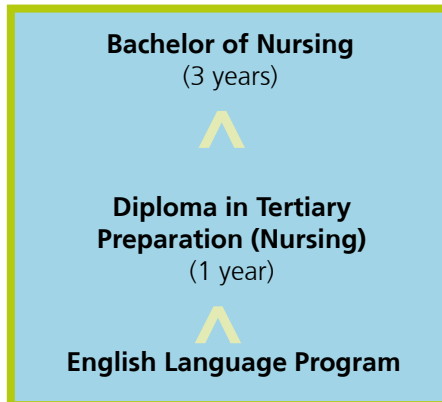 Bachelor of Nursing
(3 years)
Diploma in Tertiary
Preparation (Nursing)
(1 year)
English Language Program